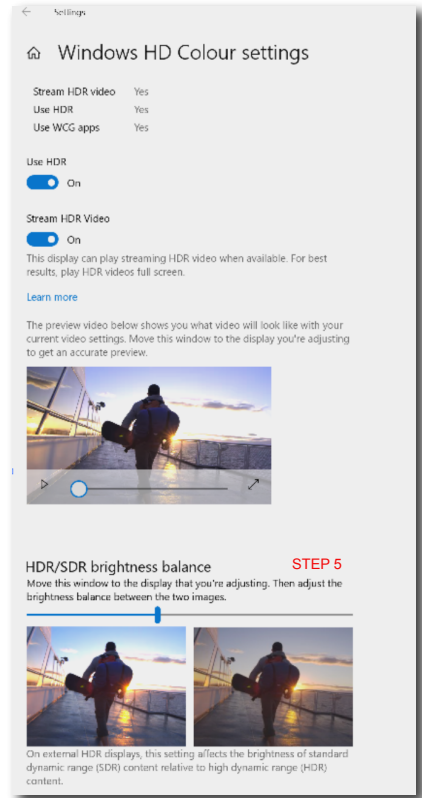 Settings
Windows HD Colour settings
Stream HDR video Yes
Use HDR Yes
Use WCG apps Yes
Use HDR
On
Stream HDR Video
On
This display can play streaming HDR video when available. For best
results, play HDR videos full screen.
Learn more
The preview video below shows you what video will look like with your
current video settings. Move this window to the display you're adjusting
to get an accurate preview.
HDR/SDR brightness balance STEP 5
Move this window to the display that you're adjusting. Then adjust the
brightness balance between the two images.
On external HDR displays, this setting affects the brightness of standard
dynamic range (SDR) content relative to high dynamic range (HDR)
content.